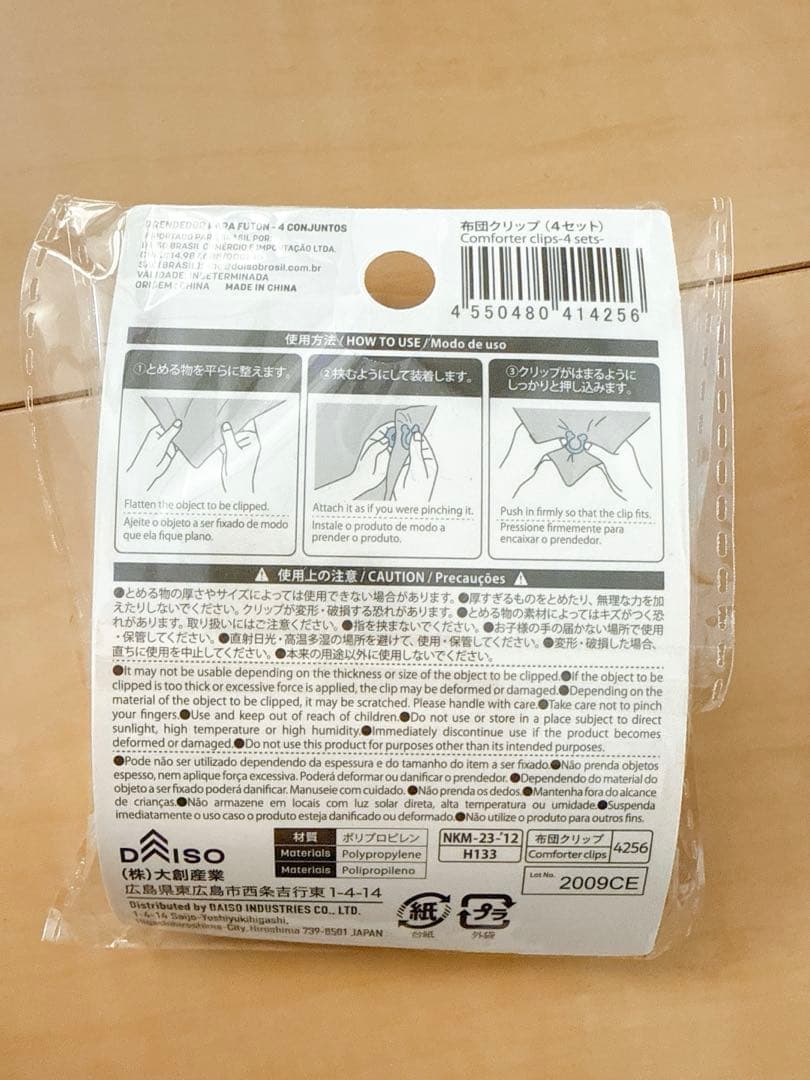 PRENDEDOR PARA FUTON - 4 CONJUNTOS
IMPORTADO PARA O BRASIL POR:
DAISO BRASIL COMÉRCIO E IMPORTAÇÃO LTDA.
SAC (BRASIL):
VALIDADE: INDETERMINADA
ORIGEM: CHINA MADE IN CHINA
布団クリップ（4セット）
Comforter clips-4 sets-
4 550480 414256
使用方法 / HOW TO USE / Modo de uso
①とめる物を平らに整えます。
Flatten the object to be clipped.
Ajeite o objeto a ser fixado de modo
que ela fique plano.
②挟むようにして装着します。
Attach it as if you were pinching it.
Instale o produto de modo a
prender o produto.
③クリップがはまるように
しっかりと押し込みます。
Push in firmly so that the clip fits.
Pressione firmemente para
encaixar o prendedor.
使用上の注意 / CAUTION / Precauções
●とめる物の厚さやサイズによっては使用できない場合があります。●厚すぎるものをとめたり、無理な力を加
えたりしないでください。クリップが変形・破損する恐れがあります。●とめる物の素材によってはキズがつく恐
れがあります。取り扱いにはご注意ください。●指を挟まないでください。●お子様の手の届かない場所で使用
・保管してください。●直射日光・高温多湿の場所を避けて、使用・保管してください。●変形・破損した場合、
直ちに使用を中止してください。●本来の用途以外に使用しないでください。
●It may not be usable depending on the thickness or size of the object to be clipped.●If the object to be
clipped is too thick or excessive force is applied, the clip may be deformed or damaged.●Depending on the
material of the object to be clipped, it may be scratched. Please handle with care.●Take care not to pinch
your fingers.●Use and keep out of reach of children.●Do not use or store in a place subject to direct
sunlight, high temperature or high humidity.●Immediately discontinue use if the product becomes
deformed or damaged.●Do not use this product for purposes other than its intended purposes.
●Pode não ser utilizado dependendo da espessura e do tamanho do item a ser fixado.●Não prenda objetos
espesso, nem aplique força excessiva. Poderá deformar ou danificar o prendedor.●Dependendo do material do
objeto a ser fixado poderá danificar. Manuseie com cuidado.●Não prenda os dedos.●Mantenha fora do alcance
de crianças.●Não armazene em locais com luz solar direta, alta temperatura ou umidade.●Suspenda
imediatamente o uso caso o produto esteja danificado ou deformado.●Não utilize o produto para outros fins.
DAISO
（株）大創産業
広島県東広島市西条吉行東 1-4-14
Distributed by DAISO INDUSTRIES CO., LTD.
1-4-14 Saijo-Yoshiyukihigashi,
Higashihiroshima-City, Hiroshima 739-8501 JAPAN
材質 ポリプロピレン
Materials Polypropylene
Materiais Polipropileno
NKM-23-'12
H133
布団クリップ
Comforter clips
4256
Lot No. 2009CE
紙
台紙
プラ
外袋